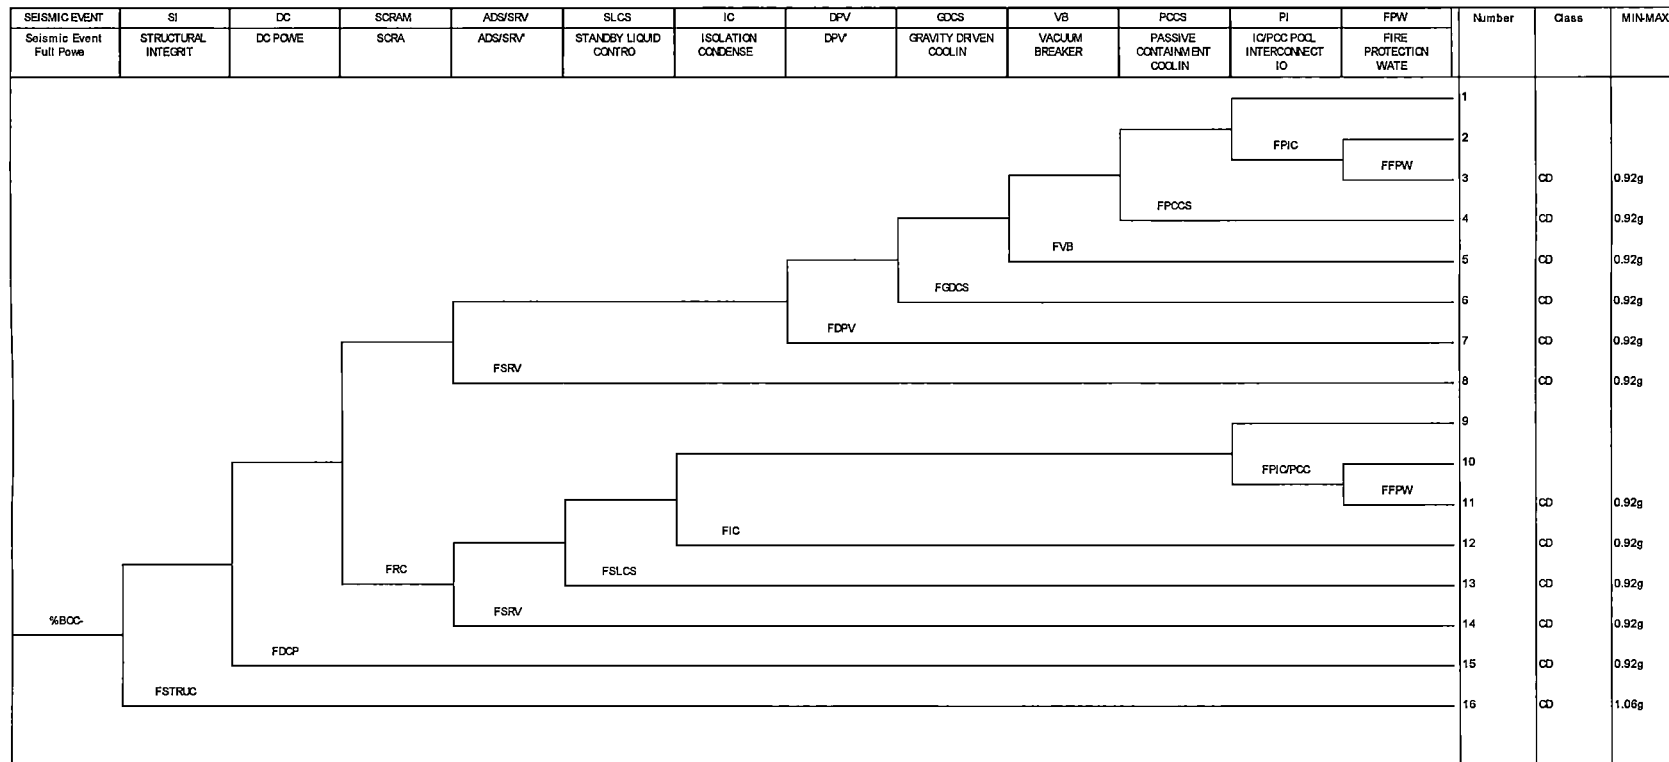 SEISMIC EVENT SI DC SCRAM ADS/SRV SLCS IC DPV GDCS VB PCCS PI FPW Number Class MIN-MAX
Seismic Event STRUCTURAL DC POWE SCRA ADS/SRV' STANDBY LIQUID ISOLATION DPV' GRAVITY DRIVEN VACUUM PASSIVE IC/PCC POOL FIRE
Full Powe INTEGRIT CONTRO CONDENSE COOLIN BREAKER CONTAINMENT INTERCONNECT PROTECTION
COOLIN IO WATE
1
2
FPIC
FFPW
3 CD 0.92g
FPCCS
4 CD 0.92g
FVB
5 CD 0.92g
FGDCS
6 CD 0.92g
FDPV
7 CD 0.92g
FSRV
8 CD 0.92g
9
10
FPIC/PCC
FFPW
11 CD 0.92g
FIC
12 CD 0.92g
FRC
FSLCS
13 CD 0.92g
FSRV
14 CD 0.92g
%BOC-
FDCP
15 CD 0.92g
FSTRUC
16 CD 1.06g